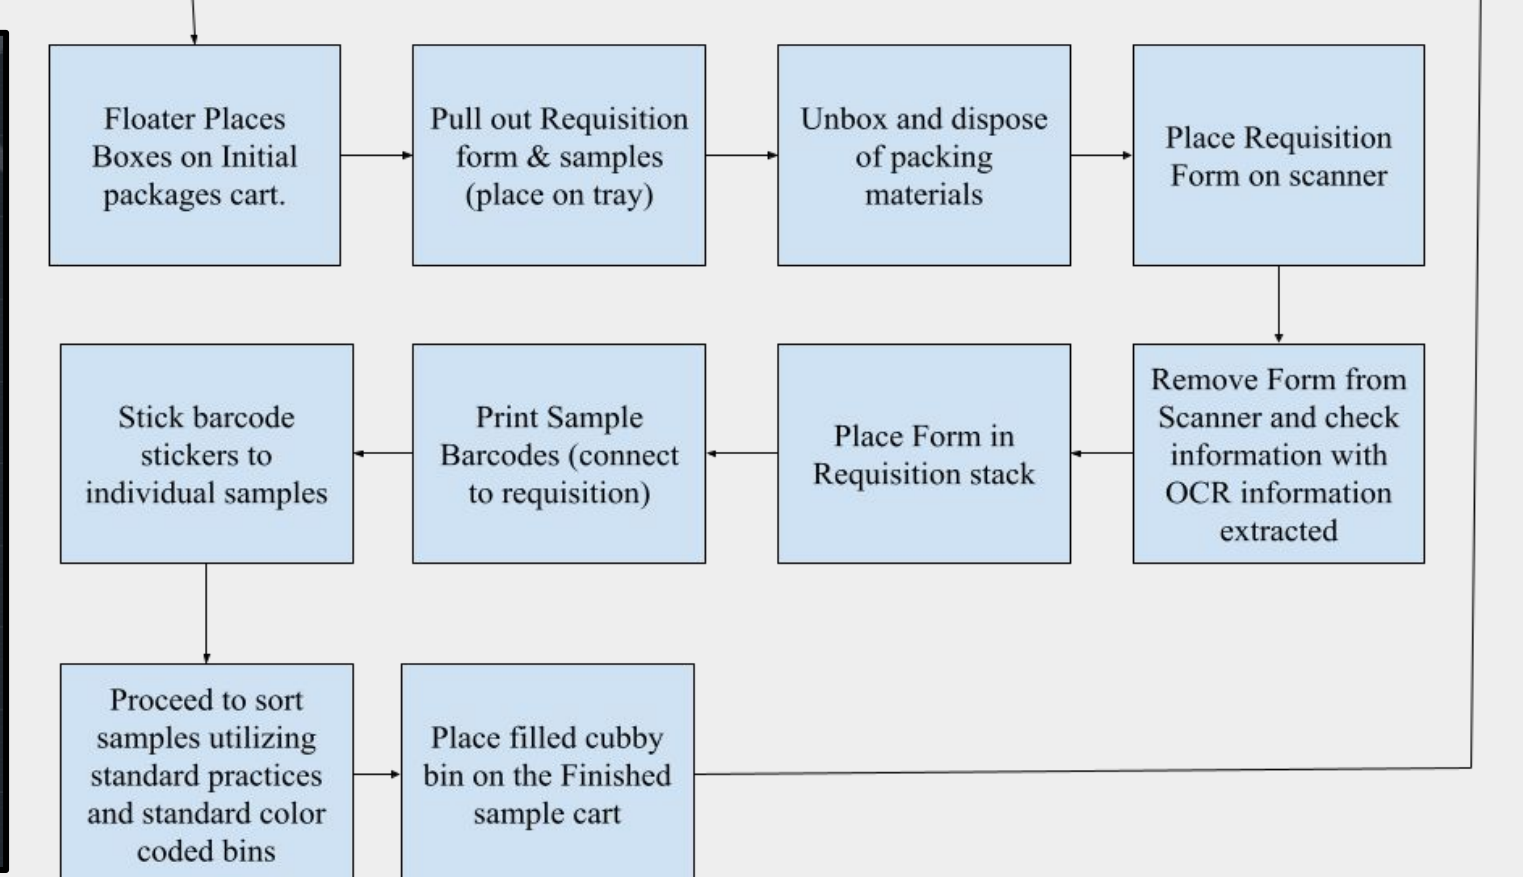 Floater Places
Boxes on Initial
packages cart.
Pull out Requisition
form & samples
(place on tray)
Unbox and dispose
of packing
materials
Place Requisition
Form on scanner
Remove Form from
Scanner and check
information with
OCR information
extracted
Place Form in
Requisition stack
Print Sample
Barcodes (connect
to requisition)
Stick barcode
stickers to
individual samples
Proceed to sort
samples utilizing
standard practices
and standard color
coded bins
Place filled cubby
bin on the Finished
sample cart